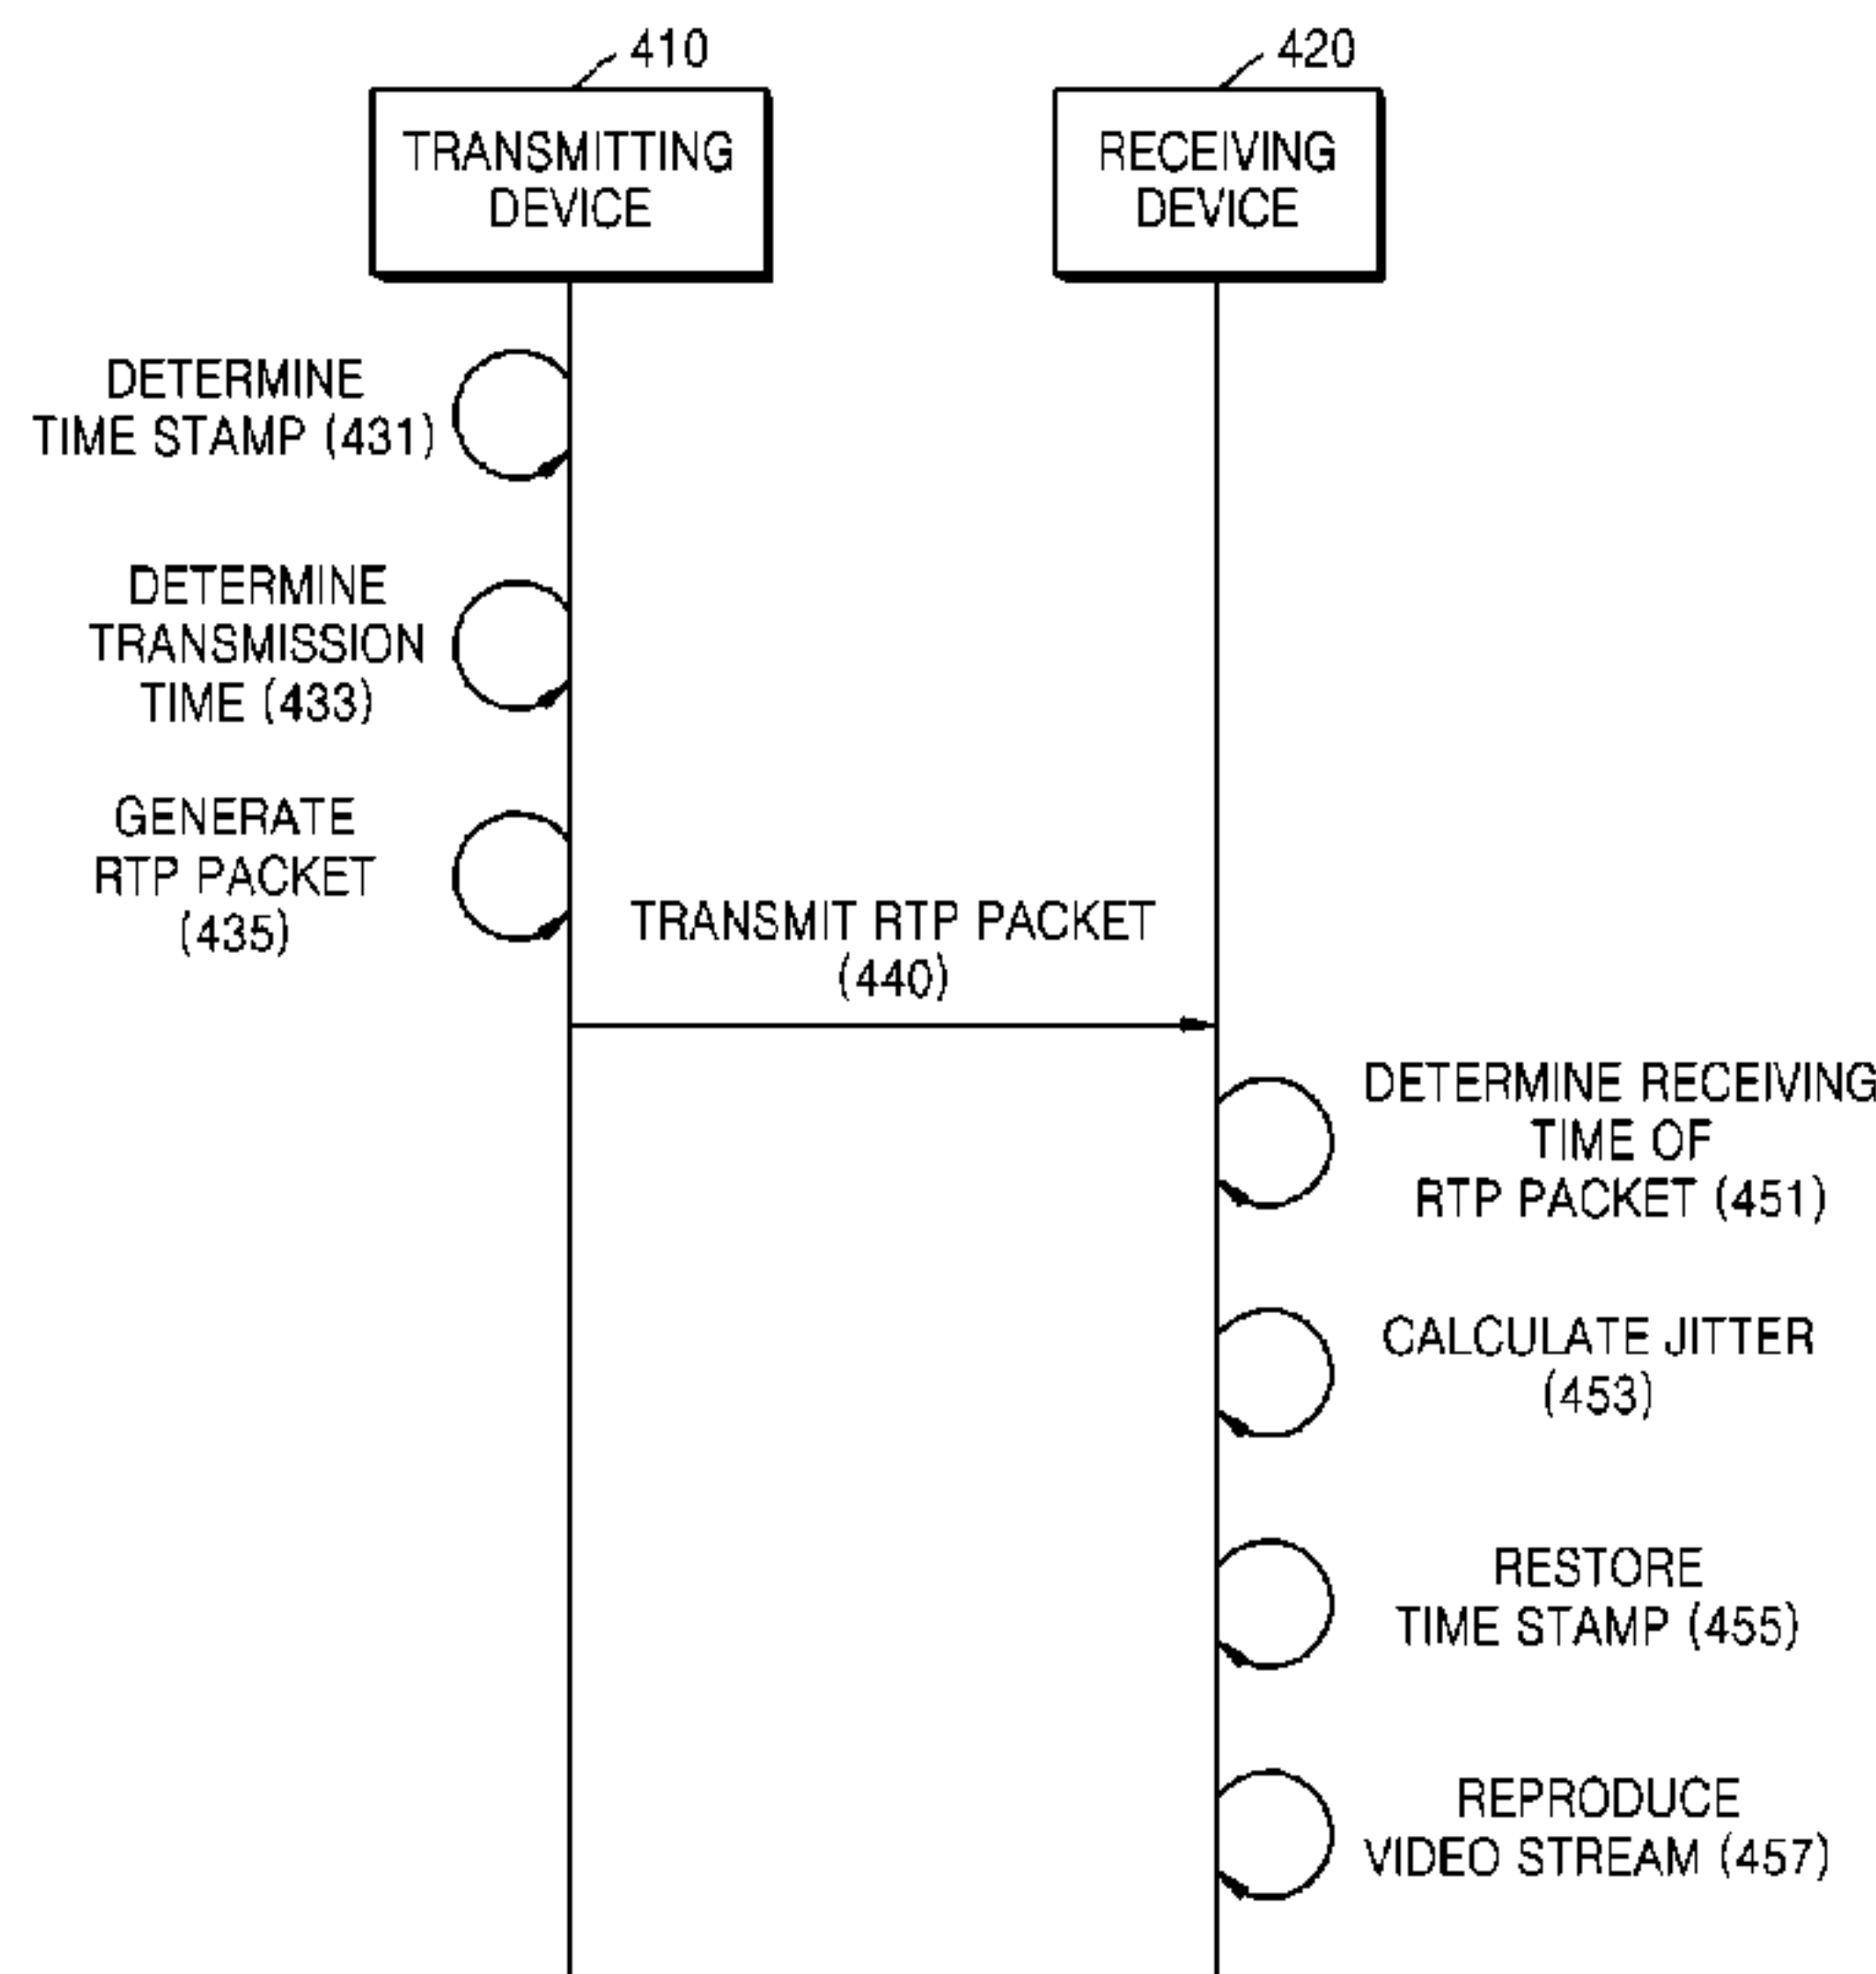 410
420
TRANSMITTING
DEVICE
RECEIVING
DEVICE
DETERMINE
TIME STAMP (431)
DETERMINE
TRANSMISSION
TIME (433)
GENERATE
RTP PACKET
(435)
TRANSMIT RTP PACKET
(440)
DETERMINE RECEIVING
TIME OF
RTP PACKET (451)
CALCULATE JITTER
(453)
RESTORE
TIME STAMP (455)
REPRODUCE
VIDEO STREAM (457)